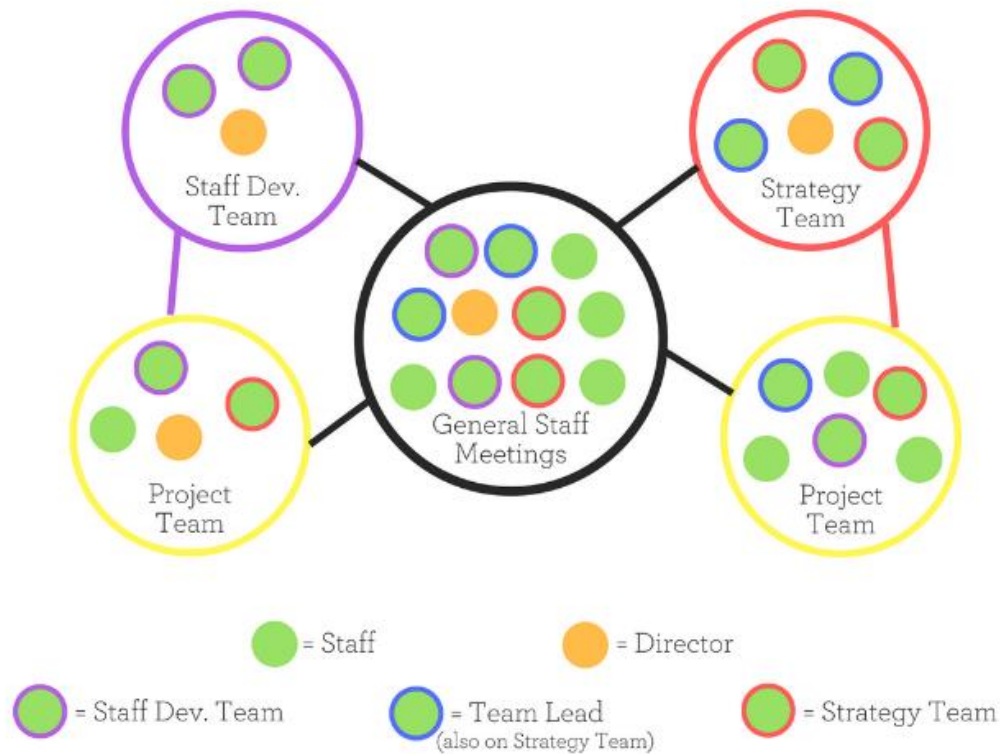 Staff Dev.
Team
Strategy
Team
General Staff
Meetings
Project
Team
Project
Team
= Staff
= Director
= Staff Dev. Team
= Team Lead
(also on Strategy Team)
= Strategy Team